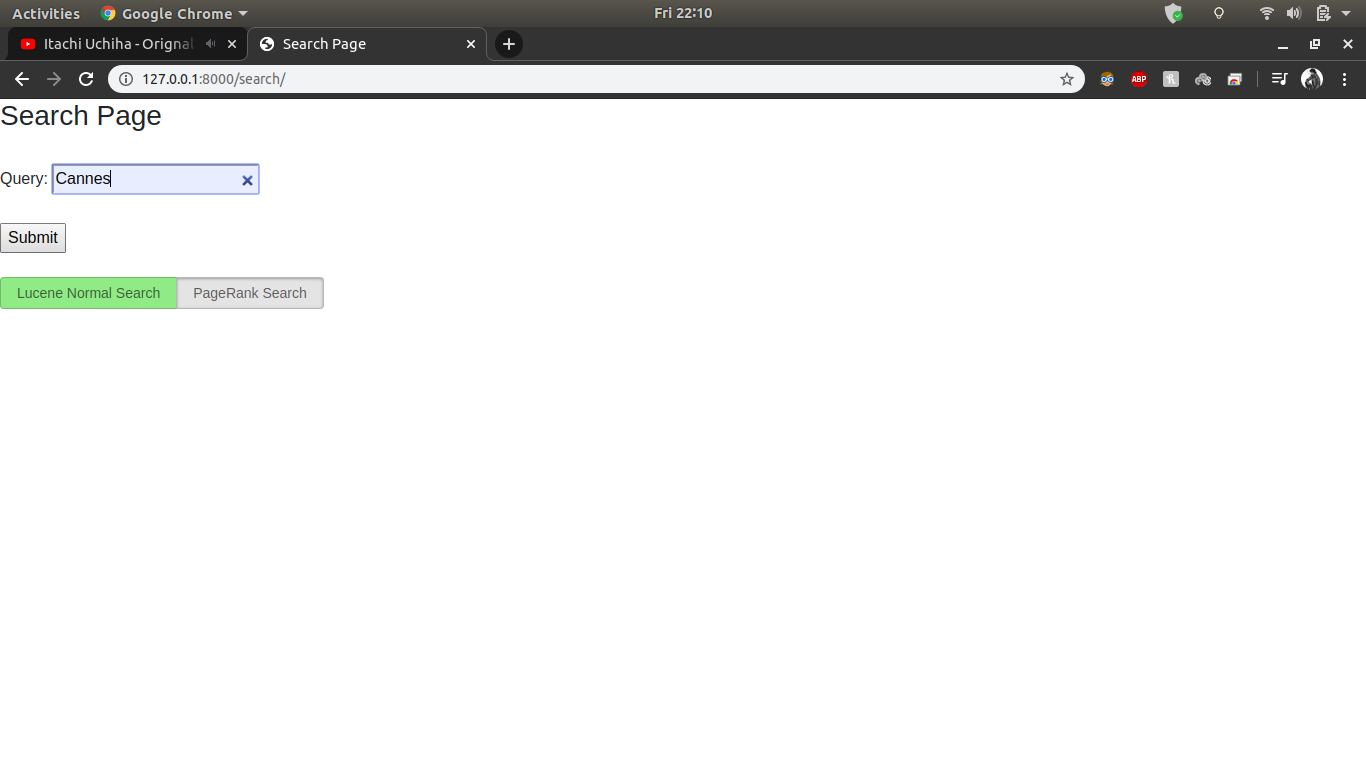 Activities Google Chrome Fri 22:10
Itachi Uchiha - Orignal Search Page
127.0.0.1:8000/search/ ABP
Search Page
Query: Cannes
Submit
Lucene Normal Search PageRank Search